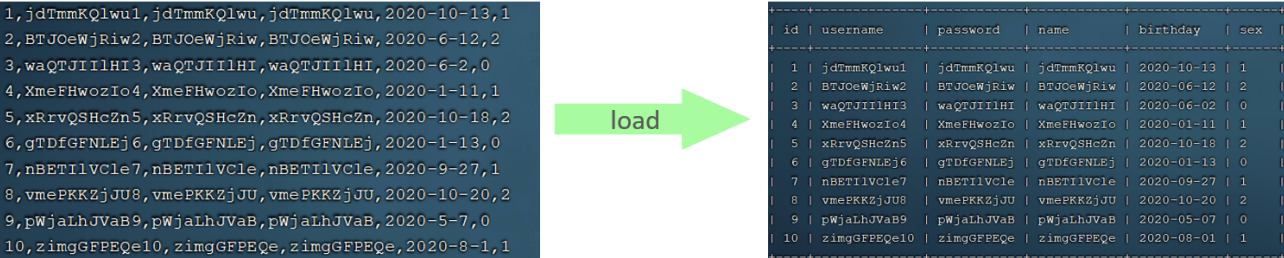 1,jdTmmKQlwu1,jdTmmKQlwu,jdTmmKQlwu,2020-10-13,1
2,BTJOeWjRiw2,BTJOeWjRiw,BTJOeWjRiw,2020-6-12,2
3,waQTJIIlHI3,waQTJIIlHI,waQTJIIlHI,2020-6-2,0
4,XmeFHwozIo4,XmeFHwozIo,XmeFHwozIo,2020-1-11,1
5,xRrvQSHcZn5,xRrvQSHcZn,xRrvQSHcZn,2020-10-18,2
6,gTDfGFNLEj6,gTDfGFNLEj,gTDfGFNLEj,2020-1-13,0
7,nBETIlVCle7,nBETIlVCle,nBETIlVCle,2020-9-27,1
8,vmePKKZjJU8,vmePKKZjJU,vmePKKZjJU,2020-10-20,2
9,pWjaLhJVaB9,pWjaLhJVaB,pWjaLhJVaB,2020-5-7,0
10,zimgGFPEQe10,zimgGFPEQe,zimgGFPEQe,2020-8-1,1
load
| id | username | password | name | birthday | sex |
| 1 | jdTmmKQlwu1 | jdTmmKQlwu | jdTmmKQlwu | 2020-10-13 | 1
| 2 | BTJOeWjRiw2 | BTJOeWjRiw | BTJOeWjRiw | 2020-06-12 | 2
| 3 | waQTJIIlHI3 | waQTJIIlHI | waQTJIIlHI | 2020-06-02 | 0
| 4 | XmeFHwozIo4 | XmeFHwozIo | XmeFHwozIo | 2020-01-11 | 1
| 5 | xRrvQSHcZn5 | xRrvQSHcZn | xRrvQSHcZn | 2020-10-18 | 2
| 6 | gTDfGFNLEj6 | gTDfGFNLEj | gTDfGFNLEj | 2020-01-13 | 0
| 7 | nBETIlVCle7 | nBETIlVCle | nBETIlVCle | 2020-09-27 | 1
| 8 | vmePKKZjJU8 | vmePKKZjJU | vmePKKZjJU | 2020-10-20 | 2
| 9 | pWjaLhJVaB9 | pWjaLhJVaB | pWjaLhJVaB | 2020-05-07 | 0
| 10 | zimgGFPEQe10 | zimgGFPEQe | zimgGFPEQe | 2020-08-01 | 1